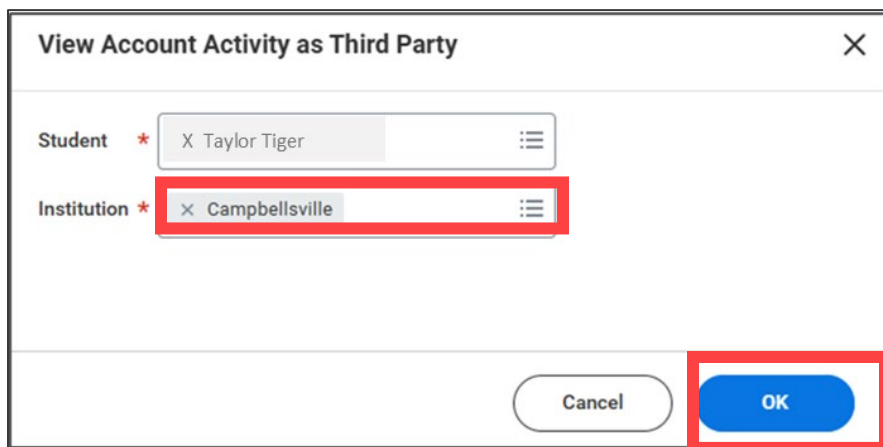 View Account Activity as Third Party
Student * X Taylor Tiger
Institution * × Campbellsville
Cancel OK